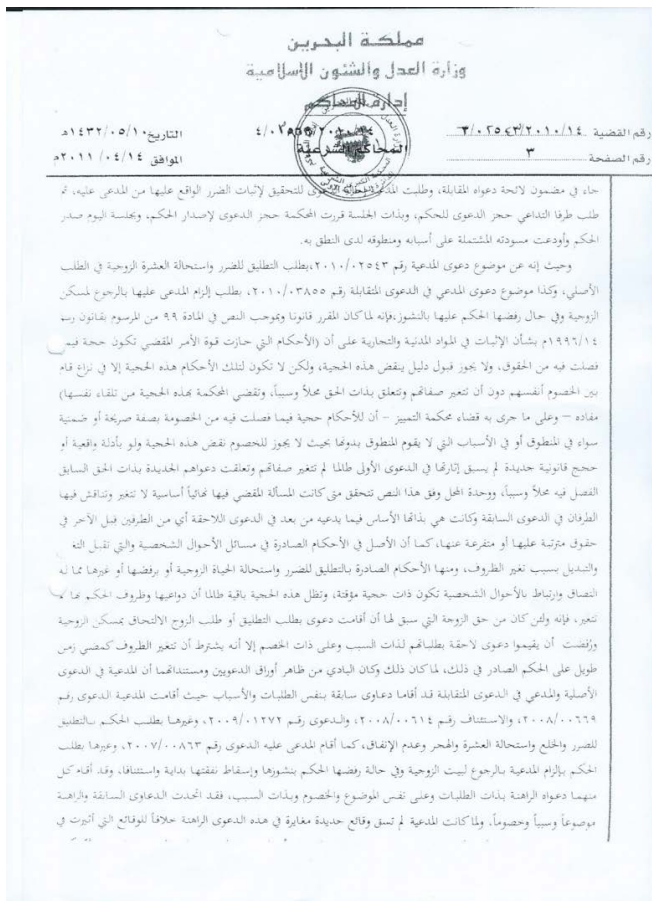 مملكة البحرين
وزارة العدل والشئون الإسلامية
إدارة المحاكم
رقم القضية ٣/٠٢٥٤٣/٢٠١٠/١٤
التاريخ ١٤٣٢/٠٥/١٠هـ
رقم الصفحة ٣
المحاكم الشرعية
الموافق ٢٠١١/٠٤/١٤م
جاء في مضمون لائحة دعواه المقابلة، وطلبت المدعية إحالة الدعوى للتحقيق لإثبات الضرر الواقع عليها من المدعى عليه، ثم
طلب طرفا التداعي حجز الدعوى للحكم، وبذات الجلسة قررت المحكمة حجز الدعوى لإصدار الحكم، وبجلسة اليوم صدر
الحكم وأودعت مسودته المشتملة على أسبابه ومنطوقه لدى النطق به.
وحيث إنه عن موضوع دعوى المدعية رقم ٢٠١٠/٠٢٥٤٣، بطلب التطليق للضرر واستحالة العشرة الزوجية في الطلب
الأصلي، وكذا موضوع دعوى المدعي في الدعوى المتقابلة رقم ٢٠١٠/٠٣٨٥٥، بطلب إلزام المدعى عليها بالرجوع لمسكن
الزوجية وفي حال رفضها الحكم عليها بالنشوز، فإنه لما كان المقرر قانونا وبموجب النص في المادة ٩٩ من المرسوم بقانون رسم
١٩٩٦/١٤م بشأن الإثبات في المواد المدنية والتجارية على أن (الأحكام التي حازت قوة الأمر المقضي تكون حجة فيما
فصلت فيه من الحقوق، ولا يجوز قبول دليل ينقض هذه الحجية، ولكن لا تكون لتلك الأحكام هذه الحجية إلا في نزاع قام
بين الخصوم أنفسهم دون أن تتغير صفاتهم وتتعلق بذات الحق محلاً وسبباً، وتقضي المحكمة بهذه الحجية من تلقاء نفسها)
مفاده – وعلى ما جرى به قضاء محكمة التمييز – أن للأحكام حجية فيما فصلت فيه من الخصومة بصفة صريحة أو ضمنية
سواء في المنطوق أو في الأسباب التي لا يقوم المنطوق بدونها بحيث لا يجوز للخصوم نقض هذه الحجية ولو بأدلة واقعية أو
حجج قانونية جديدة لم يسبق إثارتها في الدعوى الأولى طالما لم تتغير صفاتهم وتعلقت دعواهم الجديدة بذات الحق السابق
الفصل فيه محلاً وسبباً، ووحدة المحل وفق هذا النص تتحقق متى كانت المسألة المقضي فيها نهائياً أساسية لا تتغير وتناقش فيها
الطرفان في الدعوى السابقة وكانت هي بذاتها الأساس فيما يدعيه من بعد في الدعوى اللاحقة أي من الطرفين قبل الآخر في
حقوق مترتبة عليها أو متفرعة عنها، كما أن الأصل في الأحكام الصادرة في مسائل الأحوال الشخصية والتي تقبل التغ
والتبديل بسبب تغير الظروف، ومنها الأحكام الصادرة بالتطليق للضرر واستحالة الحياة الزوجية أو برفضها أو غيرها مما له
التصاق وارتباط بالأحوال الشخصية تكون ذات حجية مؤقتة، وتظل هذه الحجية باقية طالما أن دواعيها وظروف الحكم بها لم
تتغير، فإنه ولئن كان من حق الزوجة التي سبق لها أن أقامت دعوى بطلب التطليق أو طلب الزوج الالتحاق بمسكن الزوجية
ورُفضت أن يقيموا دعوى لاحقة بطلباتهم لذات السبب وعلى ذات الخصم إلا أنه يشترط أن تتغير الظروف كمضي زمن
طويل على الحكم الصادر في ذلك، لما كان ذلك وكان البادي من ظاهر أوراق الدعويين ومستنداتهما أن المدعية في الدعوى
الأصلية والمدعي في الدعوى المتقابلة قد أقاما دعاوى سابقة بنفس الطلبات والأسباب حيث أقامت المدعية الدعوى رقم
٢٠٠٨/٠٠٦٦٩، والاستئناف رقم ٢٠٠٨/٠٠٦١٤، والدعوى رقم ٢٠٠٩/٠١٢٧٢، وغيرها بطلب الحكم بالتطليق
للضرر والخلع واستحالة العشرة والهجر وعدم الإنفاق، كما أقام المدعى عليه الدعوى رقم ٢٠٠٧/٠٠٨٦٣، وغيرها بطلب
الحكم بإلزام المدعية بالرجوع لبيت الزوجية وفي حالة رفضها الحكم بنشوزها وإسقاط نفقتها بداية واستئنافا، وقد أقام كل
منهما دعواه الراهنة بذات الطلبات وعلى نفس الموضوع والخصوم وبذات السبب، فقد اتحدت الدعاوى السابقة والراهنة
موضوعاً وسبباً وخصوماً، ولما كانت المدعية لم تسق وقائع جديدة مغايرة في هذه الدعوى الراهنة خلافاً للوقائع التي أثيرت في